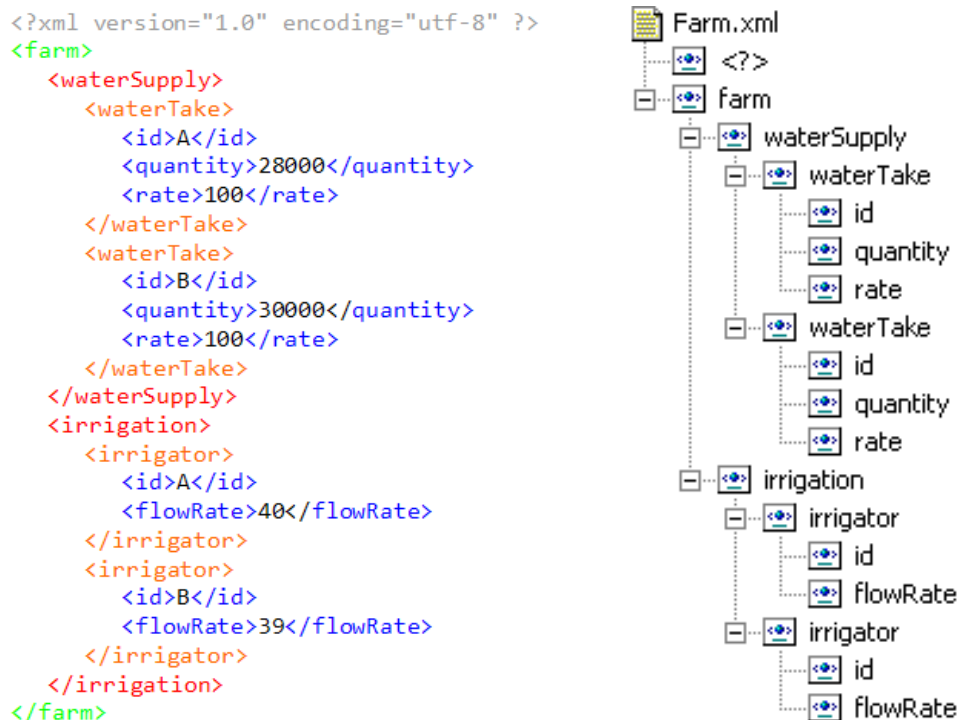 <?xml version="1.0" encoding="utf-8" ?>
<farm>
<waterSupply>
<waterTake>
<id>A</id>
<quantity>28000</quantity>
<rate>100</rate>
</waterTake>
<waterTake>
<id>B</id>
<quantity>30000</quantity>
<rate>100</rate>
</waterTake>
</waterSupply>
<irrigation>
<irrigator>
<id>A</id>
<flowRate>40</flowRate>
</irrigator>
<irrigator>
<id>B</id>
<flowRate>39</flowRate>
</irrigator>
</irrigation>
</farm>
Farm.xml
<?>
farm
waterSupply
waterTake
id
quantity
rate
waterTake
id
quantity
rate
irrigation
irrigator
id
flowRate
irrigator
id
flowRate